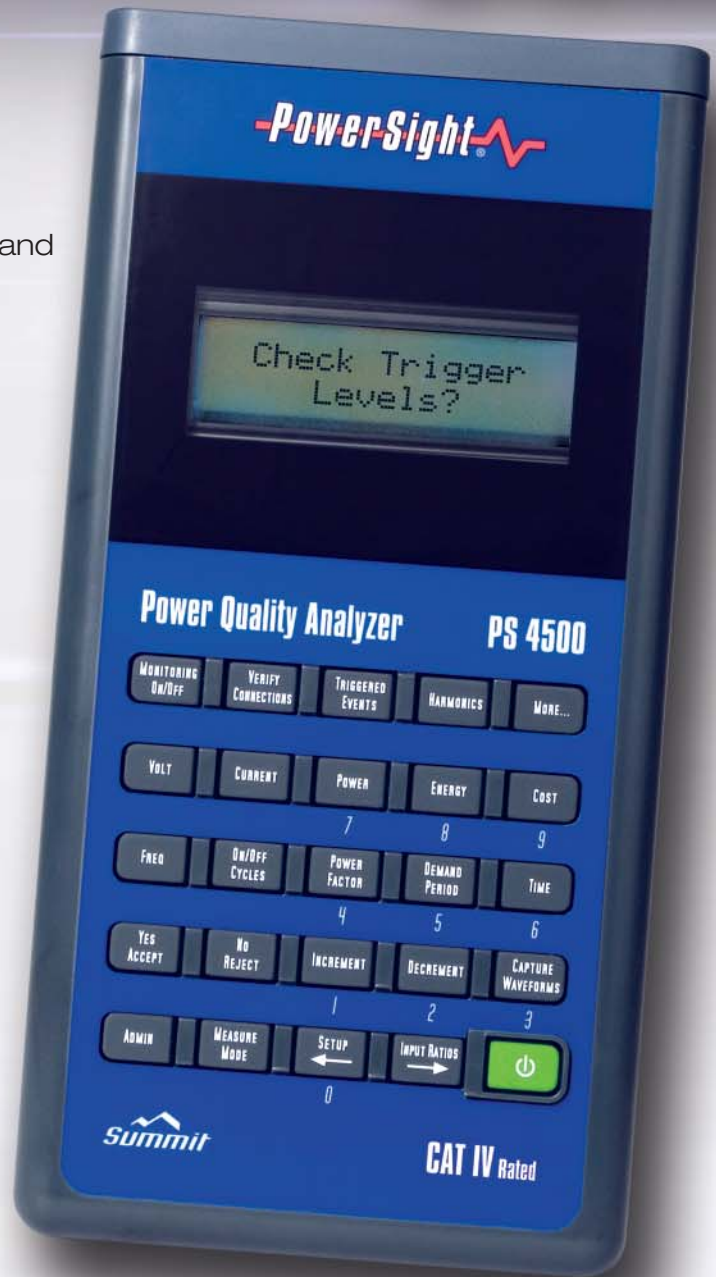 and
PowerSight®
Check Trigger
Levels?
Power Quality Analyzer PS 4500
MONITORING ON/OFF VERIFY CONNECTIONS TRIGGERED EVENTS HARMONICS MORE...
VOLT CURRENT POWER ENERGY COST
7 8 9
FREQ ON/OFF CYCLES POWER FACTOR DEMAND PERIOD TIME
4 5 6
YES ACCEPT NO REJECT INCREMENT DECREMENT CAPTURE WAVEFORMS
1 2 3
ADMIN MEASURE MODE SETUP ← INPUT RATIOS →
0
Summit CAT IV Rated